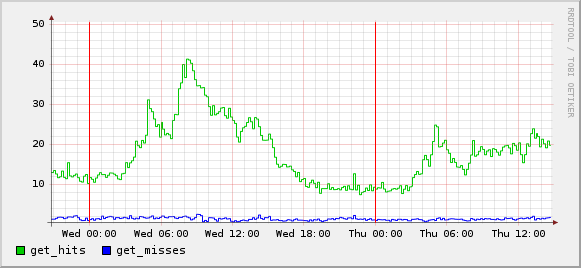 50
40
30
20
10
Wed 00:00 Wed 06:00 Wed 12:00 Wed 18:00 Thu 00:00 Thu 06:00 Thu 12:00
get_hits get_misses
RRDTOOL / TOBI OETIKER